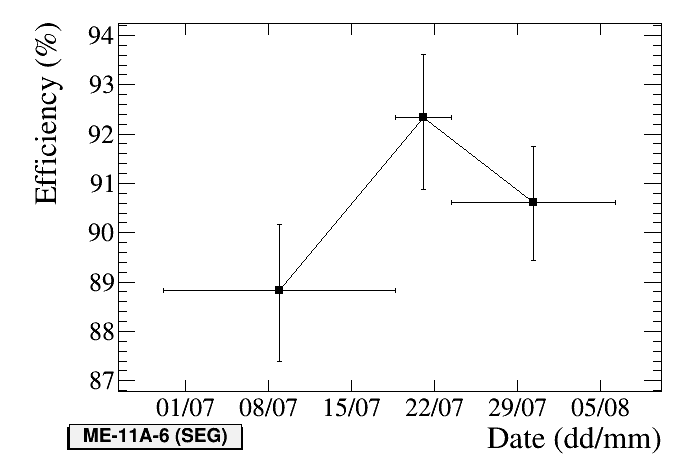 Efficiency (%)
94
93
92
91
90
89
88
87
01/07 08/07 15/07 22/07 29/07 05/08
Date (dd/mm)
ME-11A-6 (SEG)